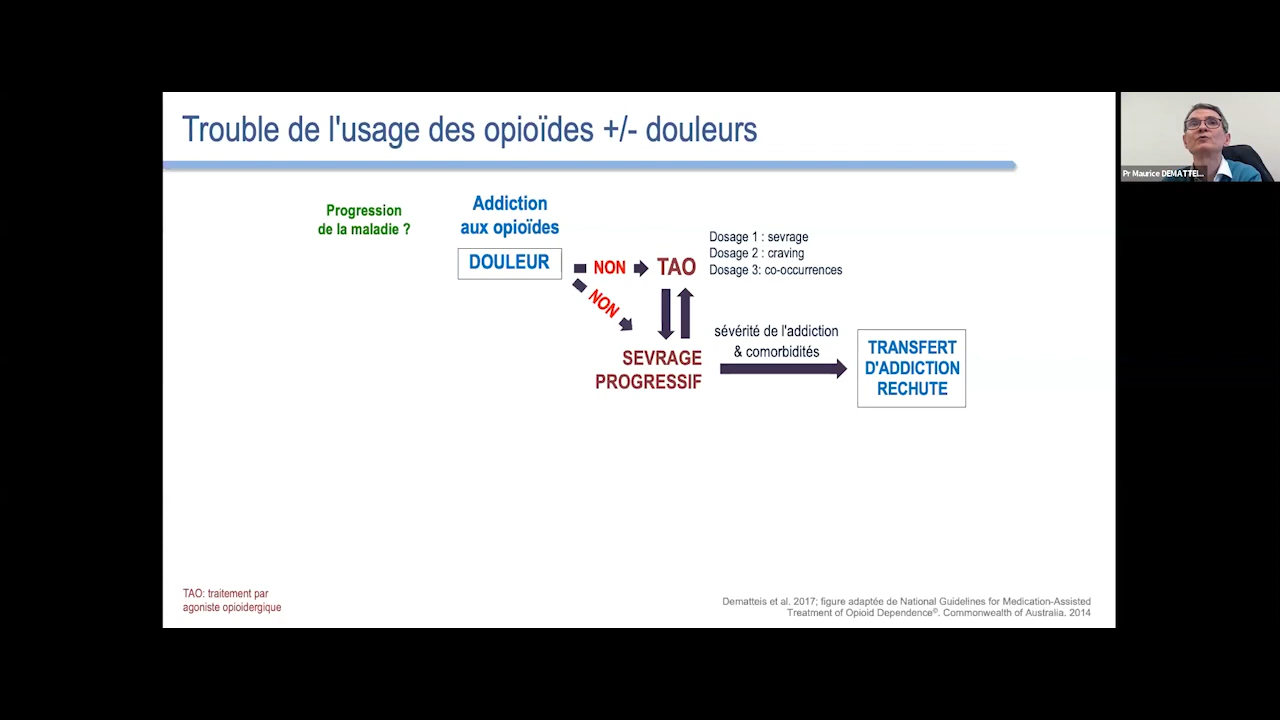 Trouble de l'usage des opioïdes +/- douleurs
Pr Maurice DEMATTEI...
Progression
de la maladie ?
Addiction
aux opioïdes
DOULEUR
NON
NON
TAO
Dosage 1 : sevrage
Dosage 2 : craving
Dosage 3: co-occurrences
SEVRAGE
PROGRESSIF
sévérité de l'addiction
& comorbidités
TRANSFERT
D'ADDICTION
RECHUTE
TAO: traitement par
agoniste opioidergique
Dematteis et al. 2017; figure adaptée de National Guidelines for Medication-Assisted
Treatment of Opioid Dependence©. Commonwealth of Australia. 2014